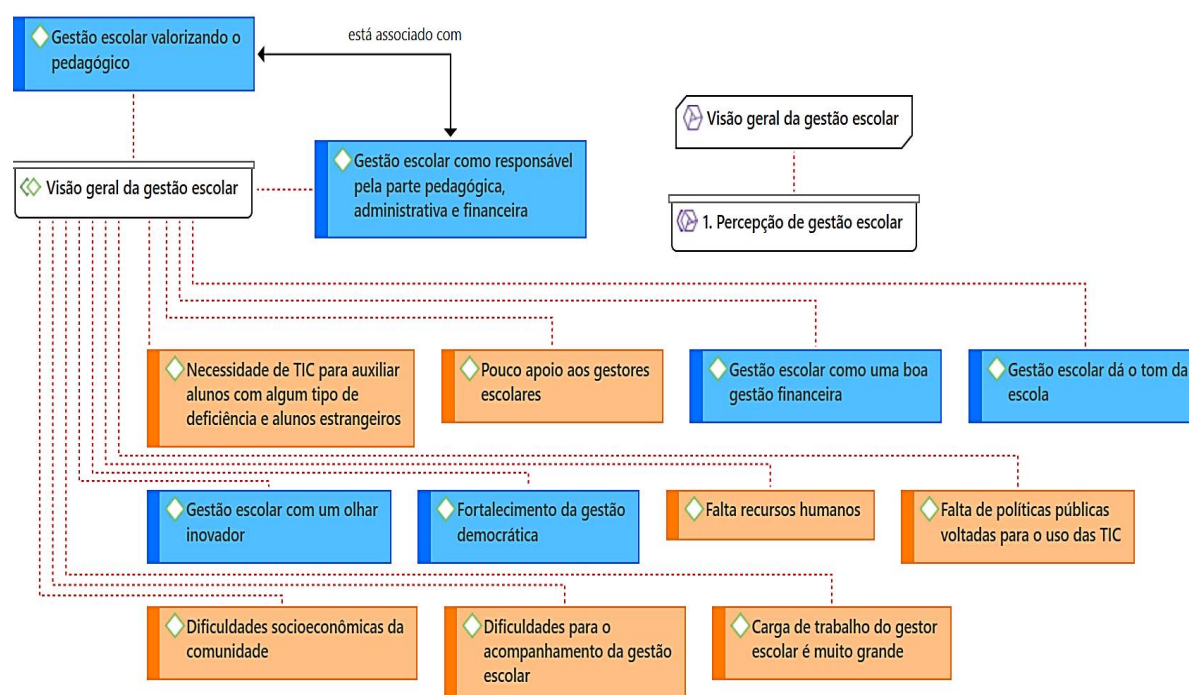 Gestão escolar valorizando o
pedagógico
está associado com
Visão geral da gestão escolar
Gestão escolar como responsável
pela parte pedagógica,
administrativa e financeira
Visão geral da gestão escolar
1. Percepção de gestão escolar
Necessidade de TIC para auxiliar
alunos com algum tipo de
deficiência e alunos estrangeiros
Pouco apoio aos gestores
escolares
Gestão escolar como uma boa
gestão financeira
Gestão escolar dá o tom da
escola
Gestão escolar com um olhar
inovador
Fortalecimento da gestão
democrática
Falta recursos humanos
Falta de políticas públicas
voltadas para o uso das TIC
Dificuldades socioeconômicas da
comunidade
Dificuldades para o
acompanhamento da gestão
escolar
Carga de trabalho do gestor
escolar é muito grande